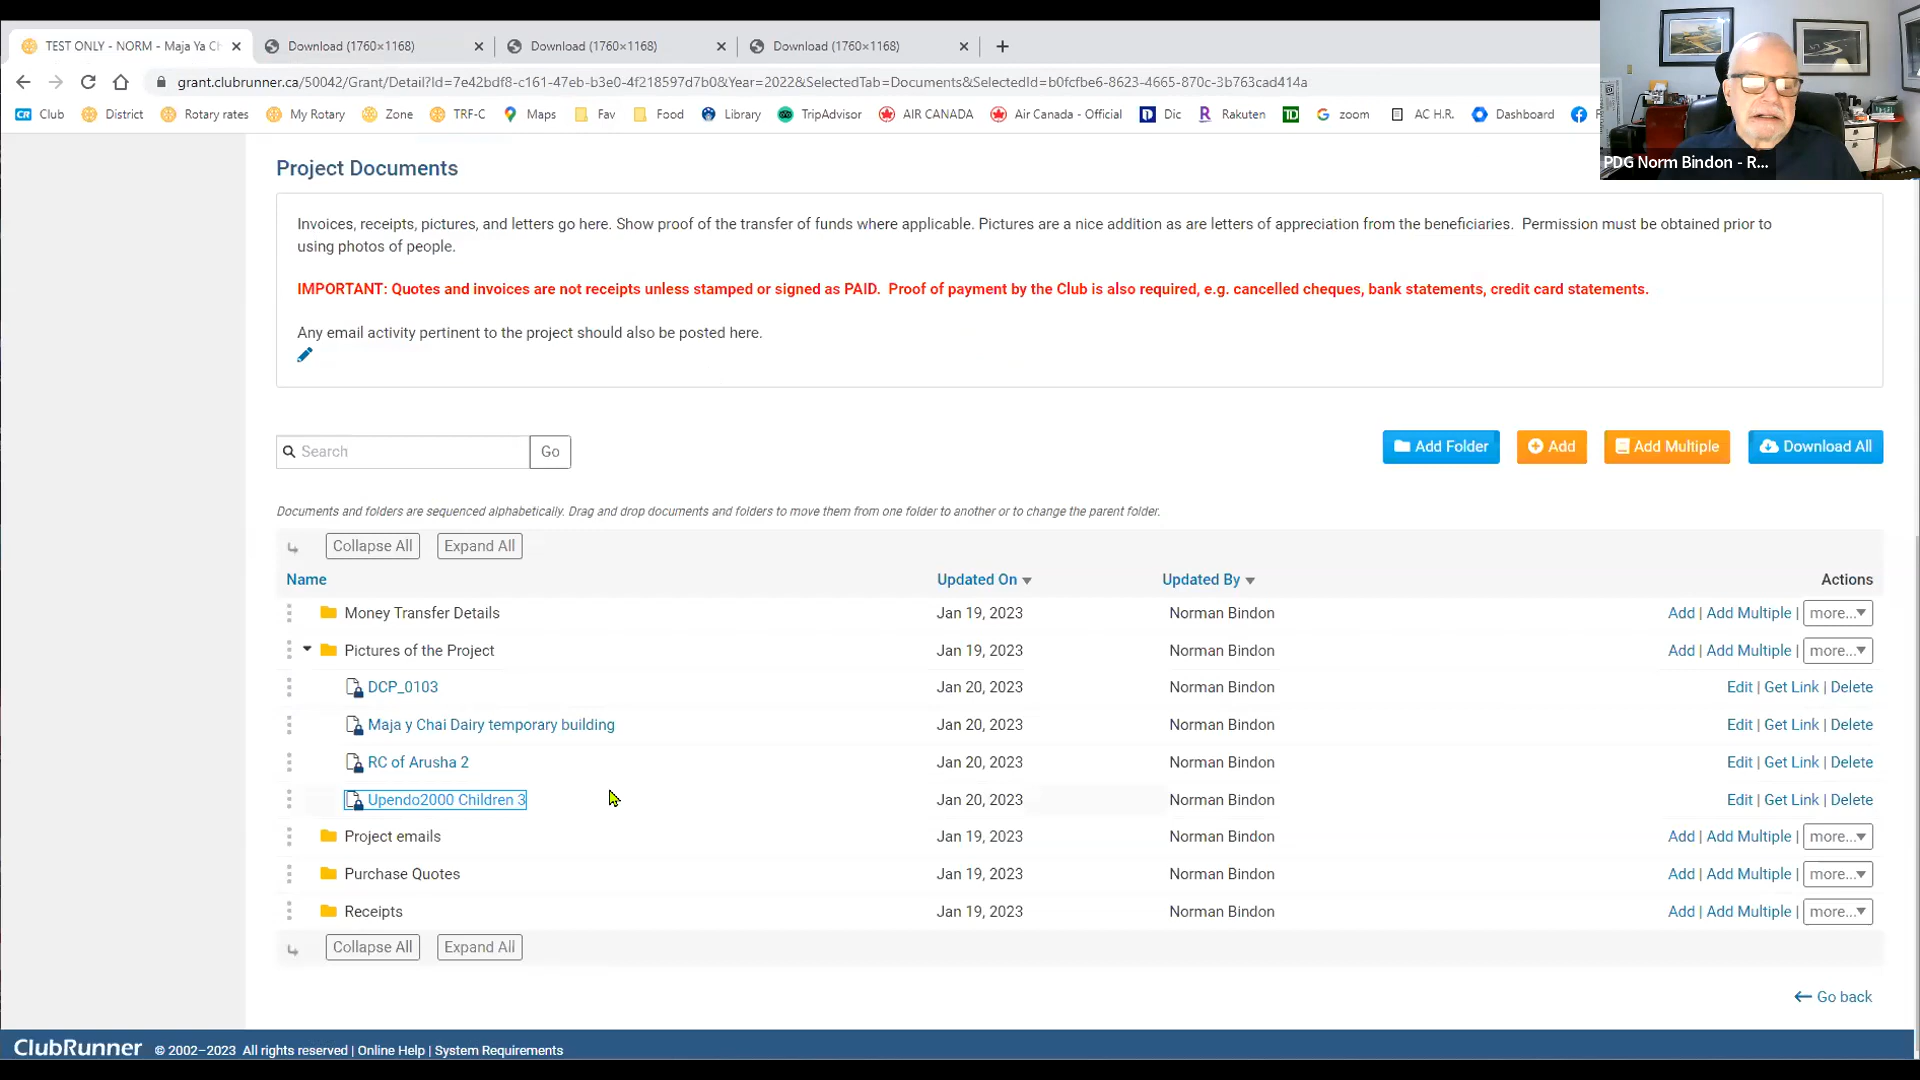 TEST ONLY - NORM - Maja Ya Ch
Download (1760×1168)
Download (1760×1168)
Download (1760×1168)
grant.clubrunner.ca/50042/Grant/Detail?Id=7e42bdf8-c161-47eb-b3e0-4f218597d7b0&Year=2022&SelectedTab=Documents&SelectedId=b0fcfbe6-8623-4665-870c-3b763cad414a
CR Club District Rotary rates My Rotary Zone TRF-C Maps Fav Food Library TripAdvisor AIR CANADA Air Canada - Official Dic Rakuten TD zoom AC H.R. Dashboard
PDG Norm Bindon - R...
Project Documents
Invoices, receipts, pictures, and letters go here. Show proof of the transfer of funds where applicable. Pictures are a nice addition as are letters of appreciation from the beneficiaries. Permission must be obtained prior to
using photos of people.
IMPORTANT: Quotes and invoices are not receipts unless stamped or signed as PAID. Proof of payment by the Club is also required, e.g. cancelled cheques, bank statements, credit card statements.
Any email activity pertinent to the project should also be posted here.
Search Go Add Folder Add Add Multiple Download All
Documents and folders are sequenced alphabetically. Drag and drop documents and folders to move them from one folder to another or to change the parent folder.
Collapse All Expand All
Name Updated On Updated By Actions
Money Transfer Details Jan 19, 2023 Norman Bindon Add | Add Multiple | more...
Pictures of the Project Jan 19, 2023 Norman Bindon Add | Add Multiple | more...
DCP_0103 Jan 20, 2023 Norman Bindon Edit | Get Link | Delete
Maja y Chai Dairy temporary building Jan 20, 2023 Norman Bindon Edit | Get Link | Delete
RC of Arusha 2 Jan 20, 2023 Norman Bindon Edit | Get Link | Delete
Upendo2000 Children 3 Jan 20, 2023 Norman Bindon Edit | Get Link | Delete
Project emails Jan 19, 2023 Norman Bindon Add | Add Multiple | more...
Purchase Quotes Jan 19, 2023 Norman Bindon Add | Add Multiple | more...
Receipts Jan 19, 2023 Norman Bindon Add | Add Multiple | more...
Collapse All Expand All
Go back
ClubRunner © 2002–2023 All rights reserved | Online Help | System Requirements